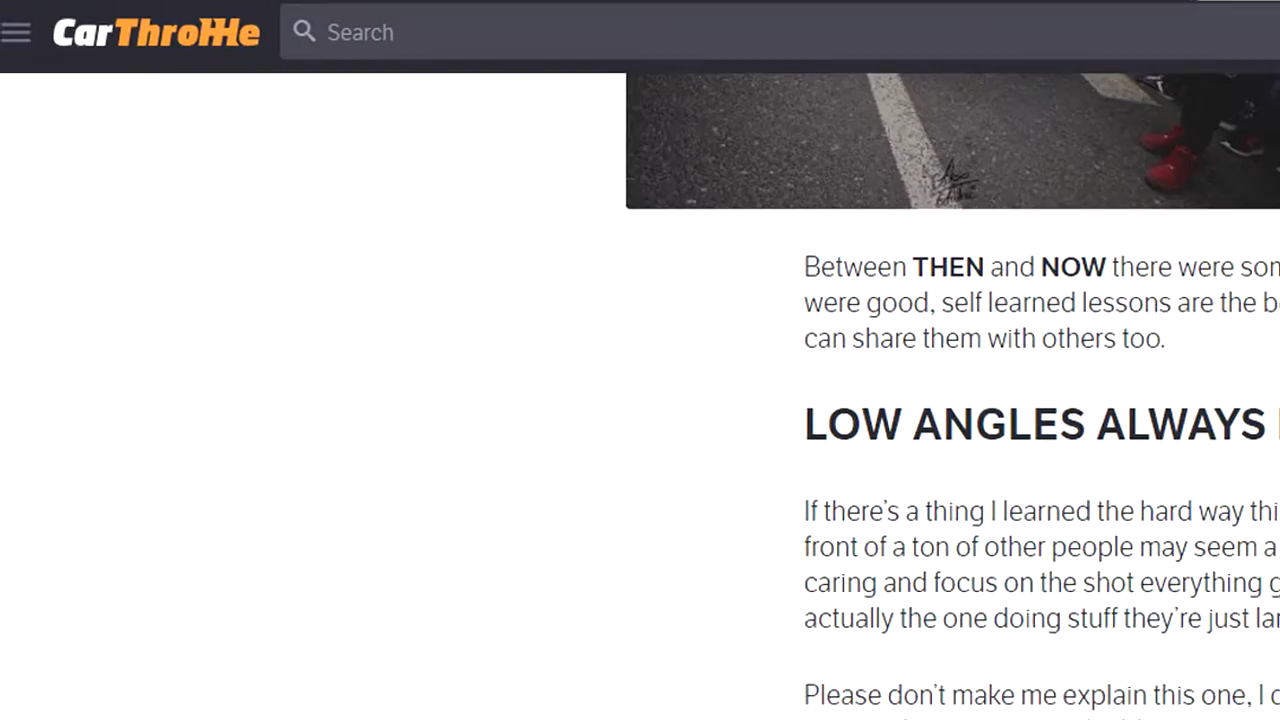 CarThrottle
Search
Between THEN and NOW there were
were good, self learned lessons are the
can share them with others too.
LOW ANGLES ALWAYS
If there's a thing I learned the hard way
front of a ton of other people may seem a
caring and focus on the shot everything
actually the one doing stuff they're just
Please don't make me explain this one, I